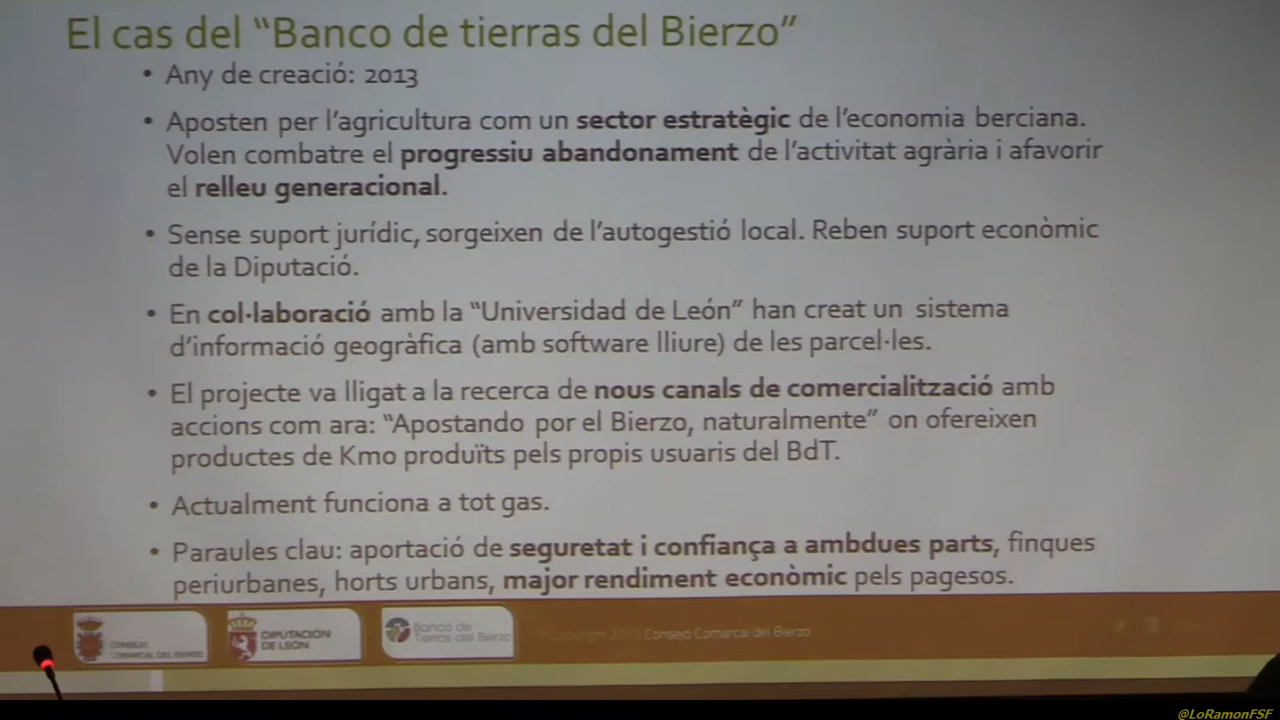 El cas del “Banco de tierras del Bierzo”
• Any de creació: 2013
• Aposten per l’agricultura com un sector estratègic de l’economia berciana.
Volen combatre el progressiu abandonament de l’activitat agrària i afavorir
el relleu generacional.
• Sense suport jurídic, sorgeixen de l’autogestió local. Reben suport econòmic
de la Diputació.
• En col·laboració amb la “Universidad de León” han creat un sistema
d’informació geogràfica (amb software lliure) de les parcel·les.
• El projecte va lligat a la recerca de nous canals de comercialització amb
accions com ara: “Apostando por el Bierzo, naturalmente” on ofereixen
productes de Kmo produïts pels propis usuaris del BdT.
• Actualment funciona a tot gas.
• Paraules clau: aportació de seguretat i confiança a ambdues parts, finques
periurbanes, horts urbans, major rendiment econòmic pels pagesos.
CONSEJO
COMARCAL DEL BIERZO
DIPUTACIÓN
DE LEÓN
Banco de
Tierras del Bierzo
Consejo Comarcal del Bierzo
@LoRamonFSF